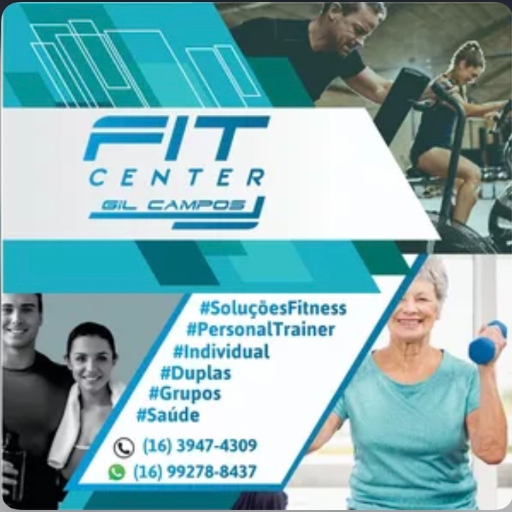 FIT
CENTER
GIL CAMPOS
#SoluçõesFitness
#PersonalTrainer
#Individual
#Duplas
#Grupos
#Saúde
(16) 3947-4309
(16) 99278-8437